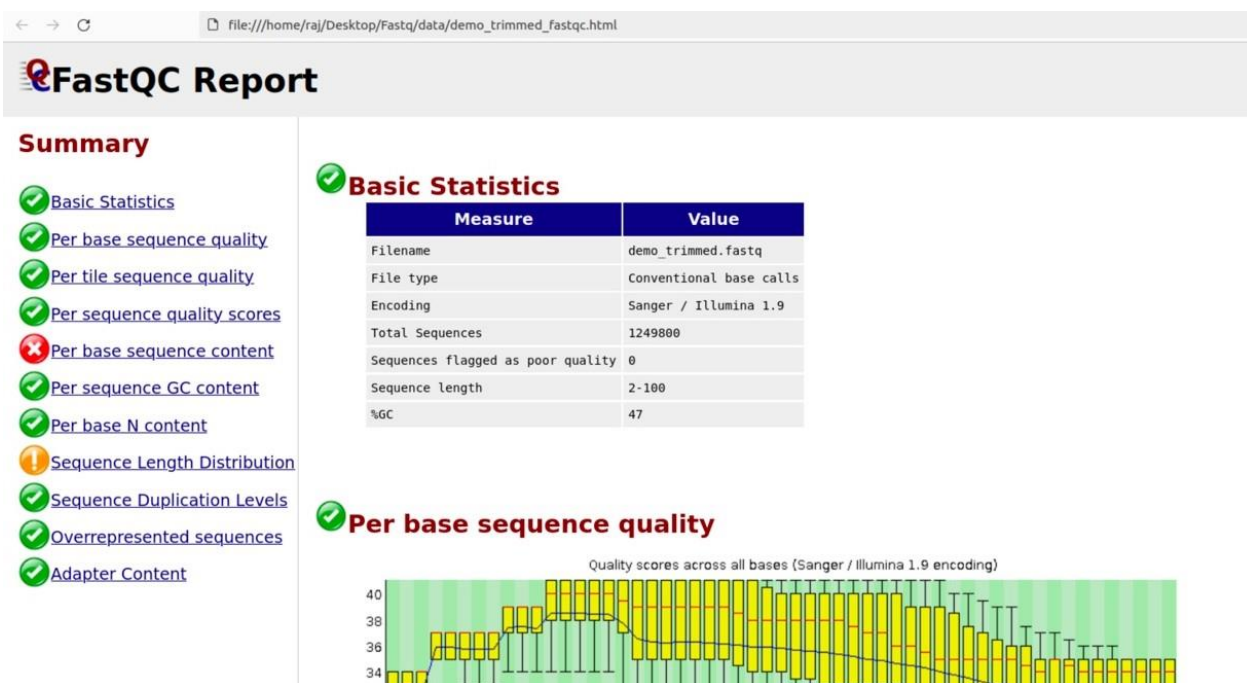 file:///home/raj/Desktop/Fastq/data/demo_trimmed_fastqc.html
FastQC Report
Summary
Basic Statistics
Per base sequence quality
Per tile sequence quality
Per sequence quality scores
Per base sequence content
Per sequence GC content
Per base N content
Sequence Length Distribution
Sequence Duplication Levels
Overrepresented sequences
Adapter Content
Basic Statistics
Measure Value
Filename demo_trimmed.fastq
File type Conventional base calls
Encoding Sanger / Illumina 1.9
Total Sequences 1249800
Sequences flagged as poor quality 0
Sequence length 2-100
%GC 47
Per base sequence quality
Quality scores across all bases (Sanger / Illumina 1.9 encoding)
40
38
36
34